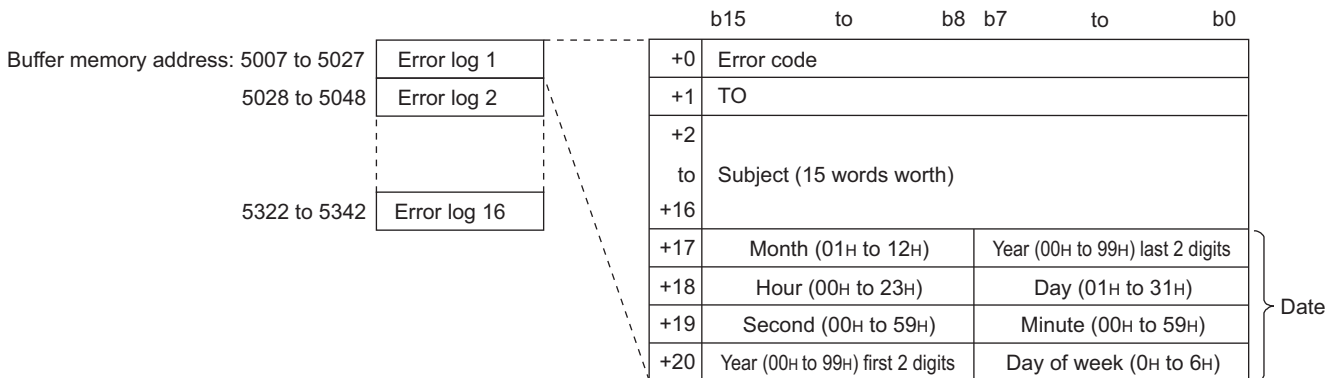 b15 to b8 b7 to b0
Buffer memory address: 5007 to 5027 Error log 1 +0 Error code
5028 to 5048 Error log 2 +1 TO
+2
to Subject (15 words worth)
5322 to 5342 Error log 16 +16
+17 Month (01H to 12H) Year (00H to 99H) last 2 digits
+18 Hour (00H to 23H) Day (01H to 31H)
Date
+19 Second (00H to 59H) Minute (00H to 59H)
+20 Year (00H to 99H) first 2 digits Day of week (0H to 6H)